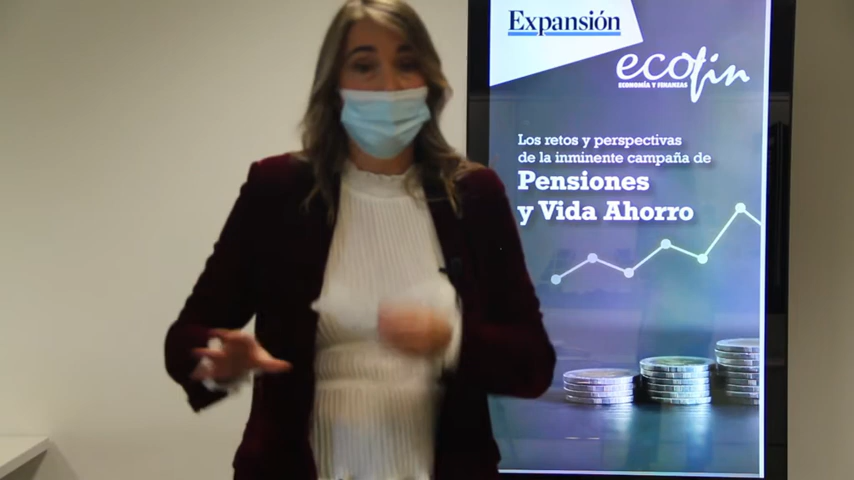 Expansión
ecofin
ECONOMÍA Y FINANZAS
Los retos y perspectivas
de la inminente campaña de
Pensiones
y Vida Ahorro